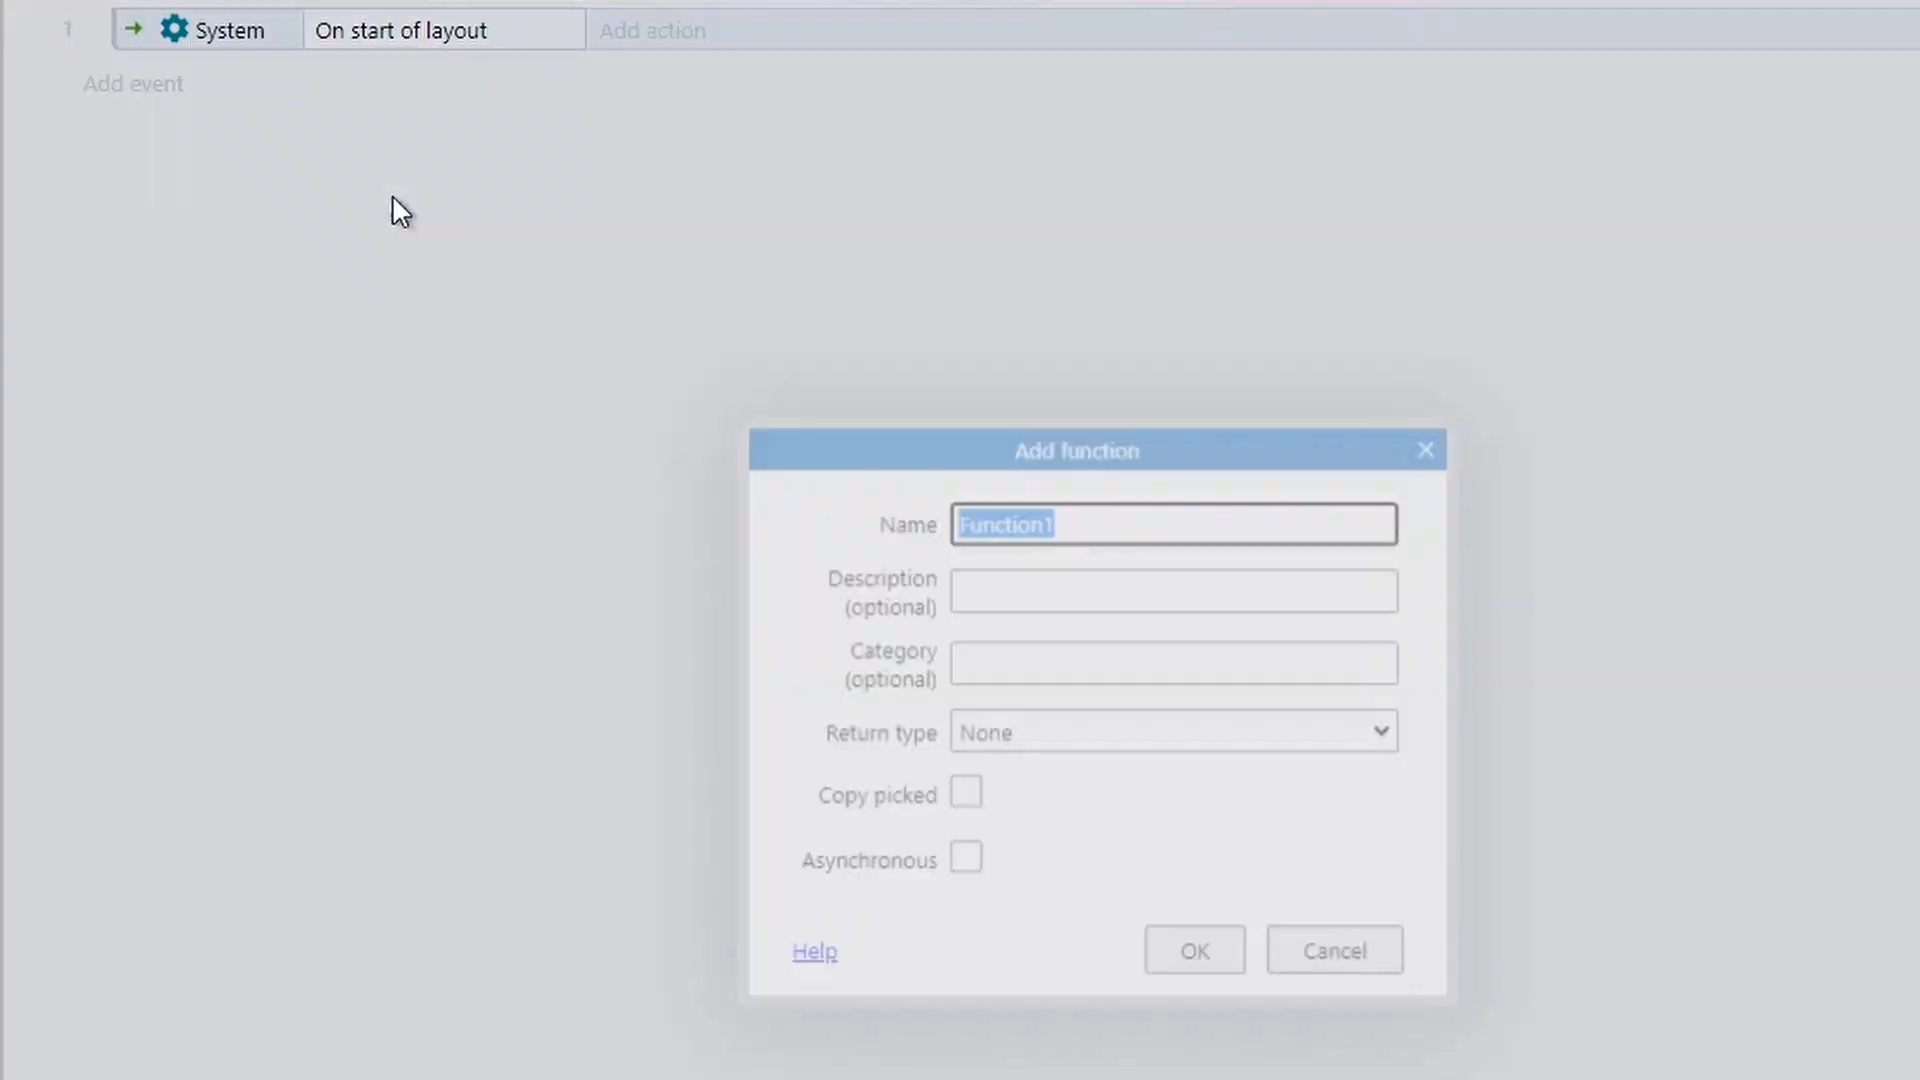 1 System On start of layout Add action
Add event
Add function
Name Function1
Description
(optional)
Category
(optional)
Return type None
Copy picked
Asynchronous
Help OK Cancel